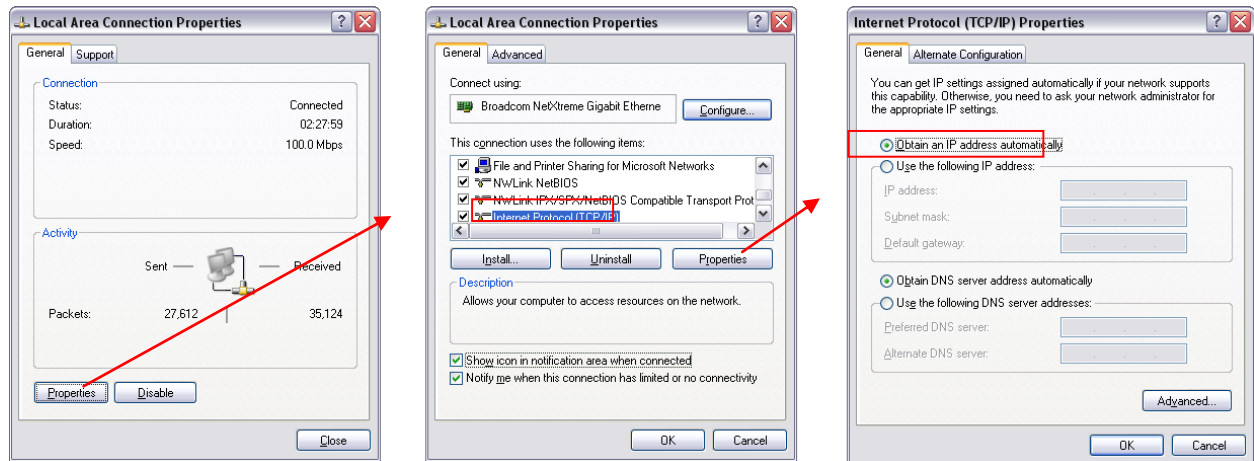 Local Area Connection Properties
General Support
Connection
Status: Connected
Duration: 02:27:59
Speed: 100.0 Mbps
Activity
Sent — — Received
Packets: 27,612 35,124
Properties Disable
Close
Local Area Connection Properties
General Advanced
Connect using:
Broadcom NetXtreme Gigabit Etherne Configure...
This connection uses the following items:
File and Printer Sharing for Microsoft Networks
NWLink NetBIOS
NWLink IPX/SPX/NetBIOS Compatible Transport Prot
Internet Protocol (TCP/IP)
Install... Uninstall Properties
Description
Allows your computer to access resources on the network.
Show icon in notification area when connected
Notify me when this connection has limited or no connectivity
OK Cancel
Internet Protocol (TCP/IP) Properties
General Alternate Configuration
You can get IP settings assigned automatically if your network supports
this capability. Otherwise, you need to ask your network administrator for
the appropriate IP settings.
Obtain an IP address automatically
Use the following IP address:
IP address:
Subnet mask:
Default gateway:
Obtain DNS server address automatically
Use the following DNS server addresses:
Preferred DNS server:
Alternate DNS server:
Advanced...
OK Cancel